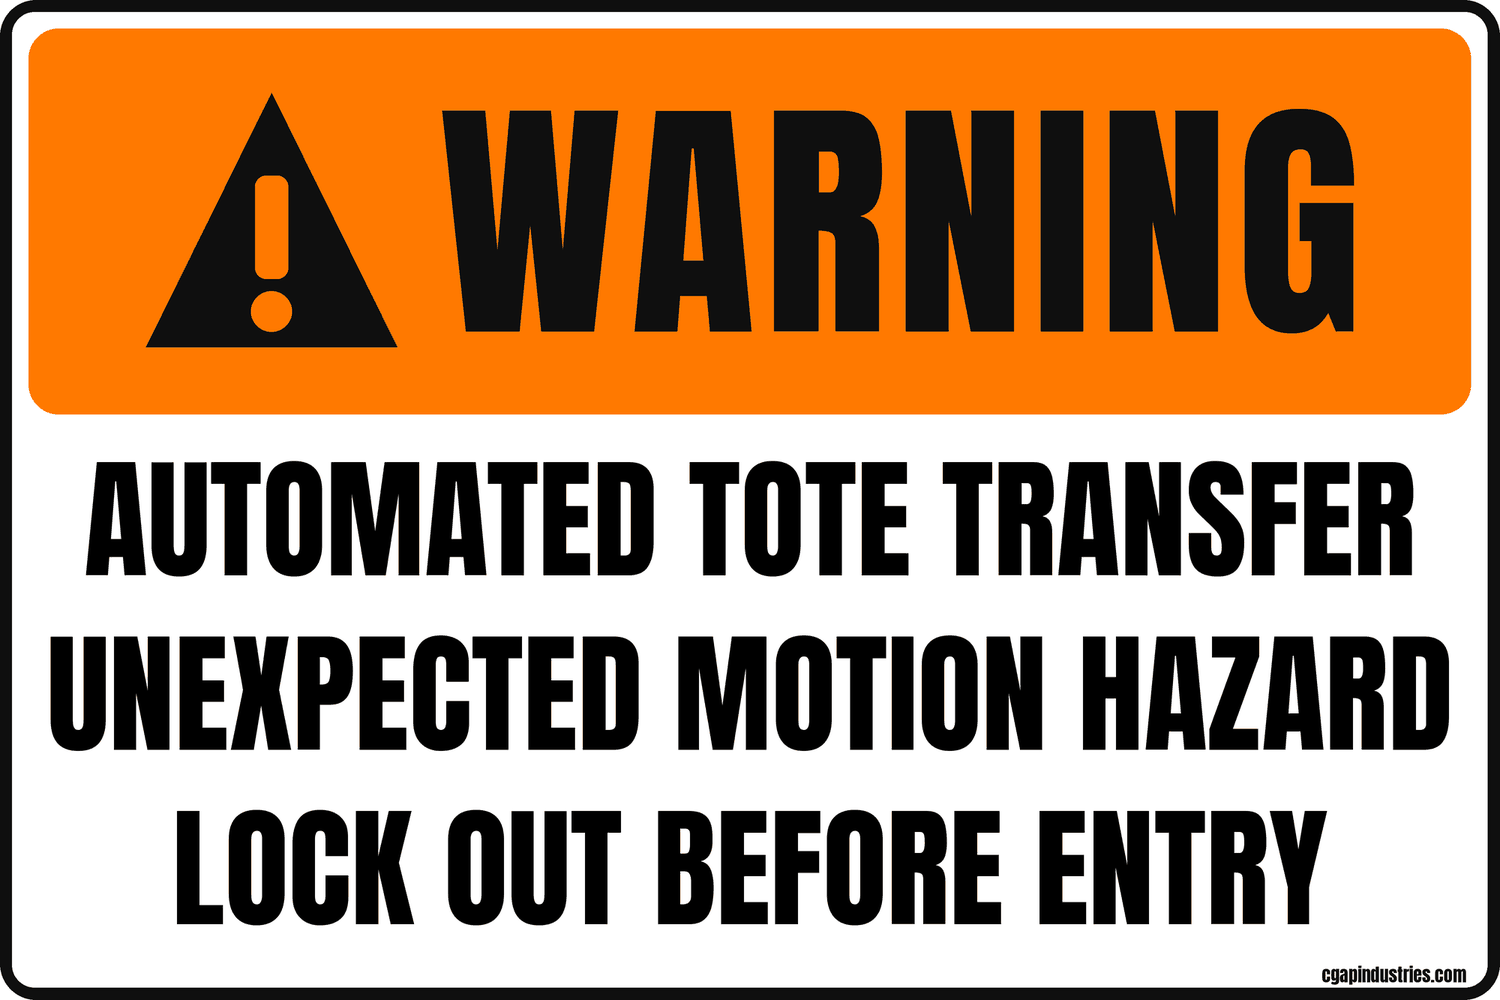 WARNING
AUTOMATED TOTE TRANSFER
UNEXPECTED MOTION HAZARD
LOCK OUT BEFORE ENTRY
cgapindustries.com